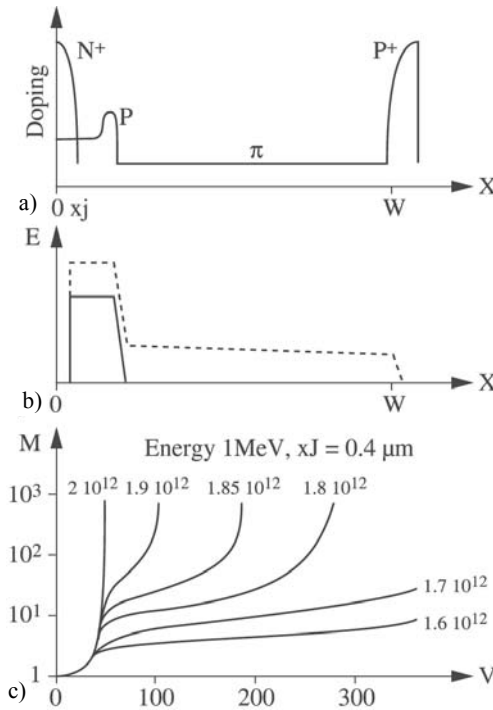 N+
P+
Doping
P
π
a)
0 xj
W
X
E
b)
0
W
X
M
Energy 1MeV, xJ = 0.4 μm
2 10¹²
1.9 10¹²
1.85 10¹²
1.8 10¹²
10³
10²
10¹
1.7 10¹²
1.6 10¹²
1
c)
0
100
200
300
V